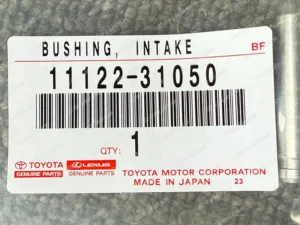 BUSHING, INTAKE BF
11122-31050
QTY:
1
TOYOTA LEXUS
GENUINE PARTS GENUINE PARTS
TOYOTA MOTOR CORPORATION
MADE IN JAPAN 23